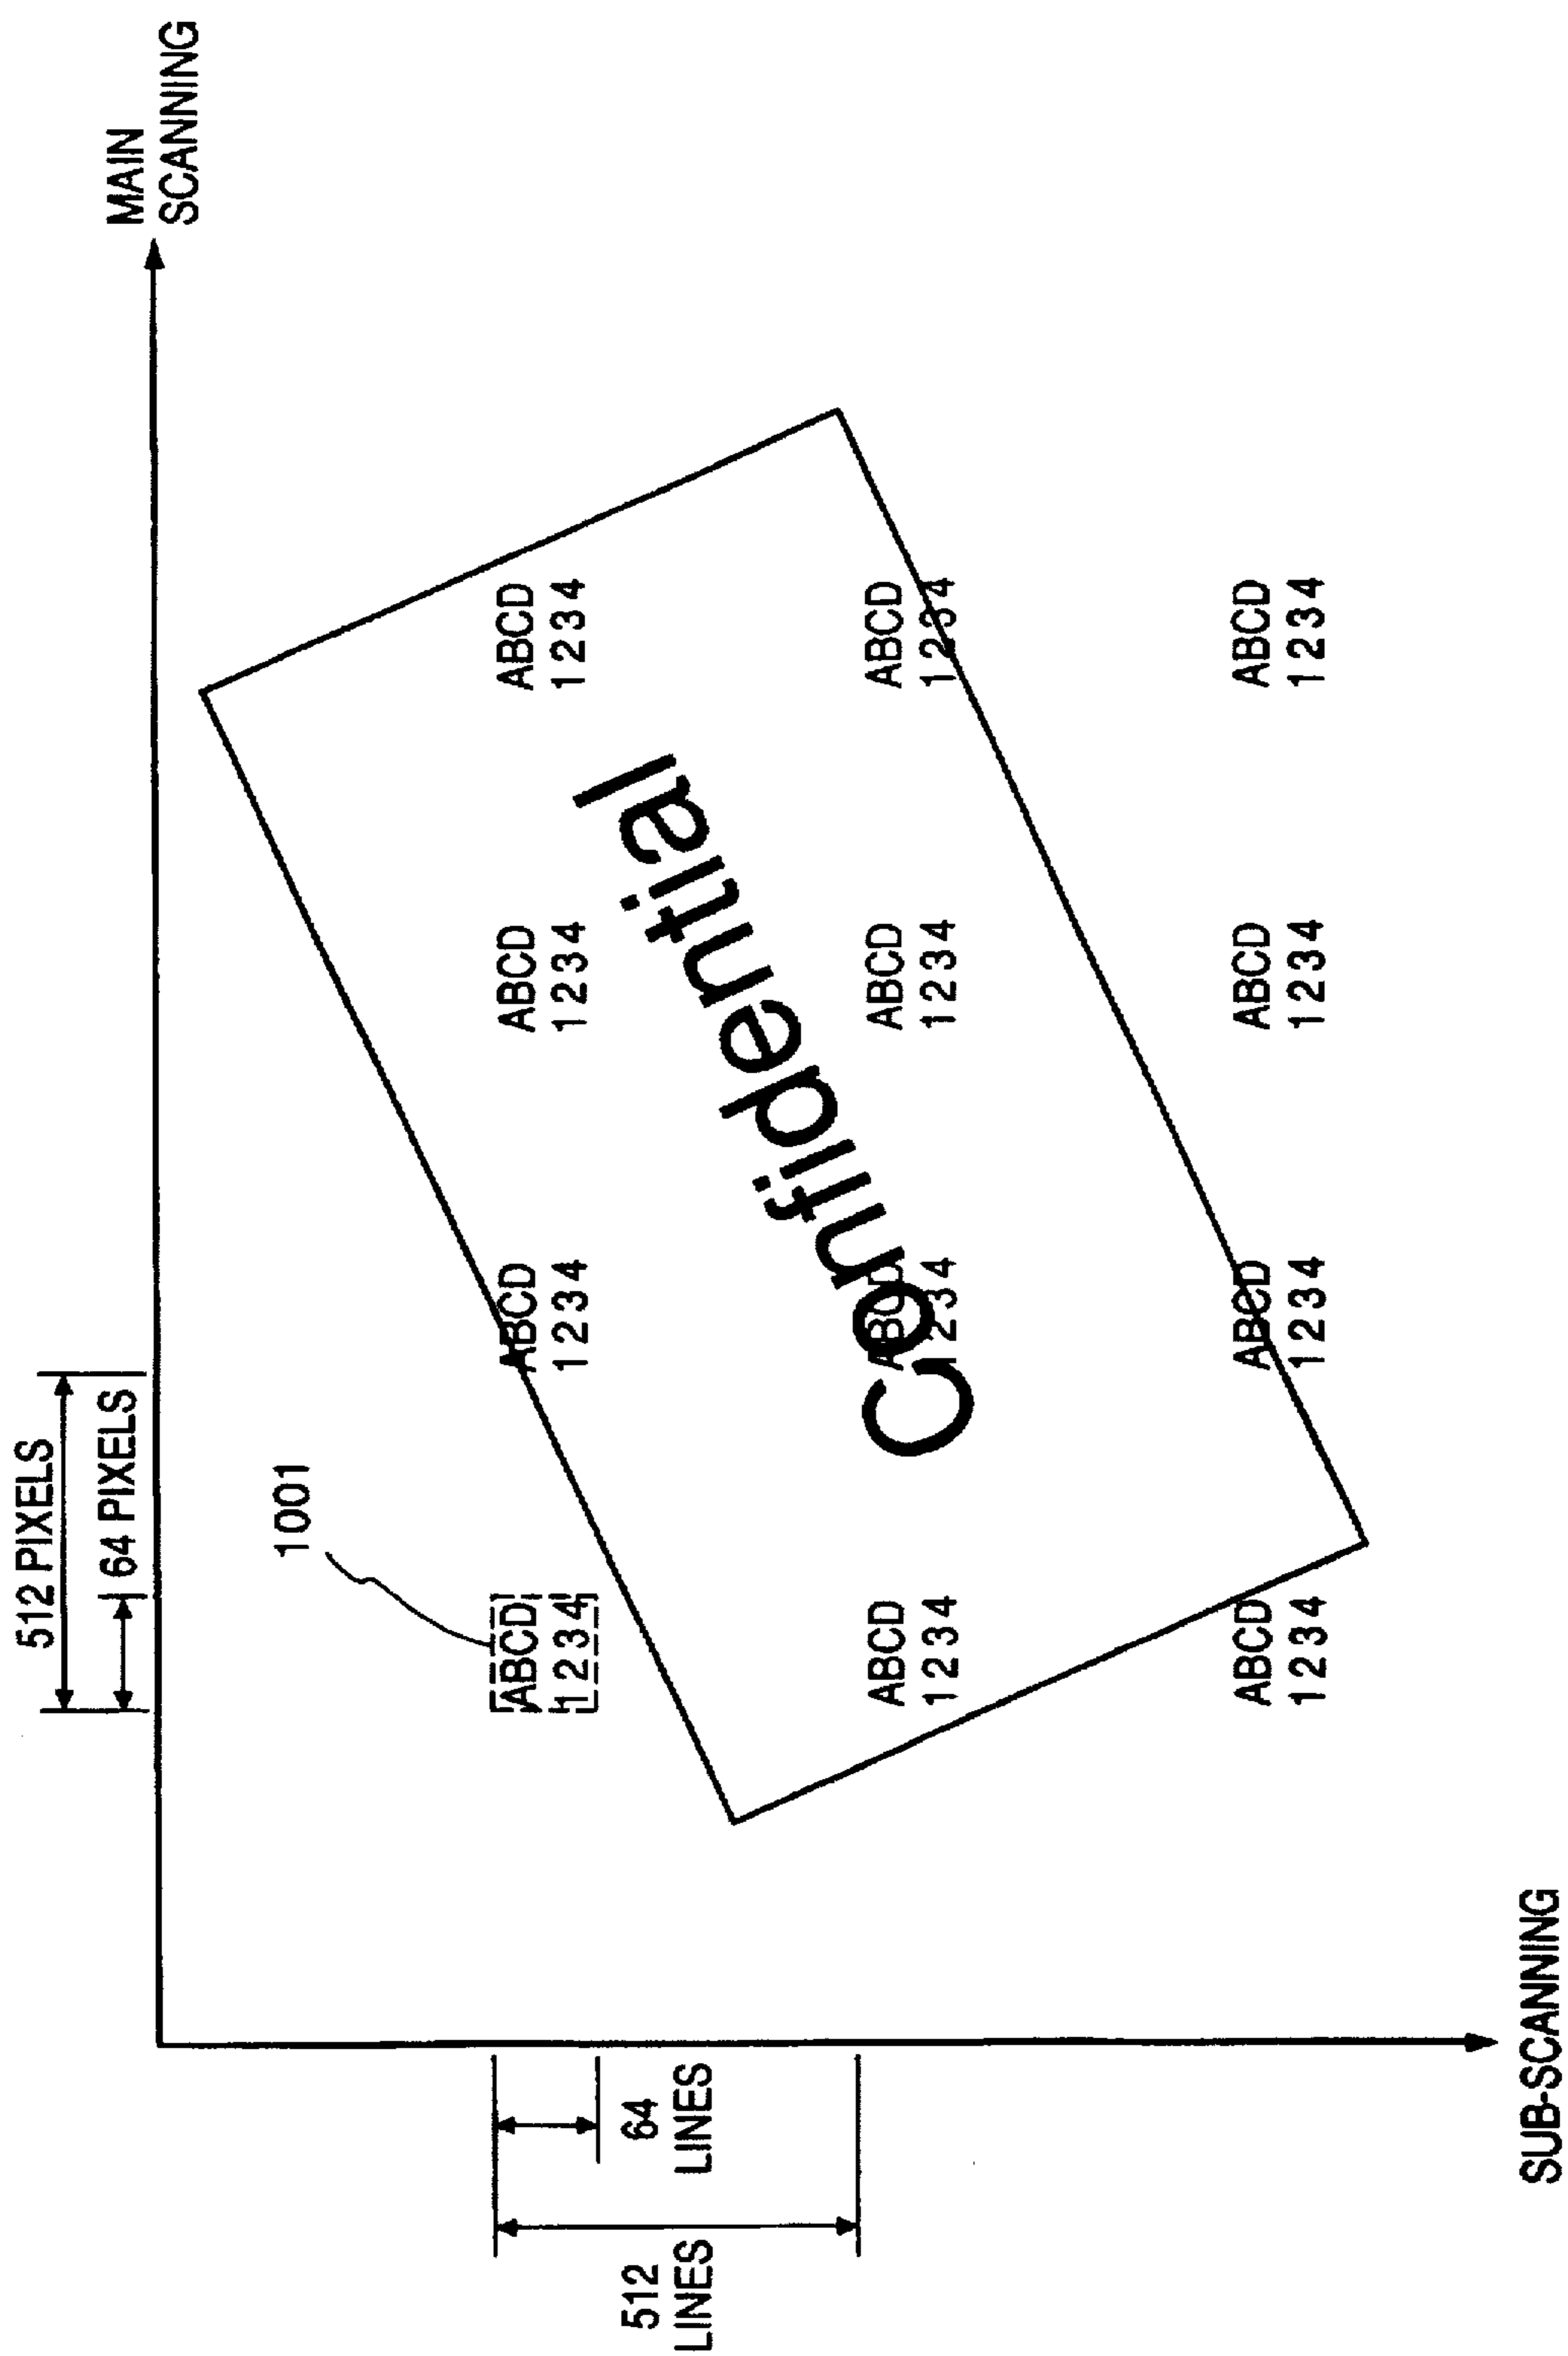 MAIN
SCANNING
512 PIXELS
64 PIXELS
1001
ABCD
1234
ABCD
1234
ABCD
1234
ABCD
1234
Confidential
ABCD
1234
ABCD
1234
ABCD
1234
ABCD
1234
ABCD
1234
ABCD
1234
ABCD
1234
ABCD
1234
64
LINES
512
LINES
SUB-SCANNING